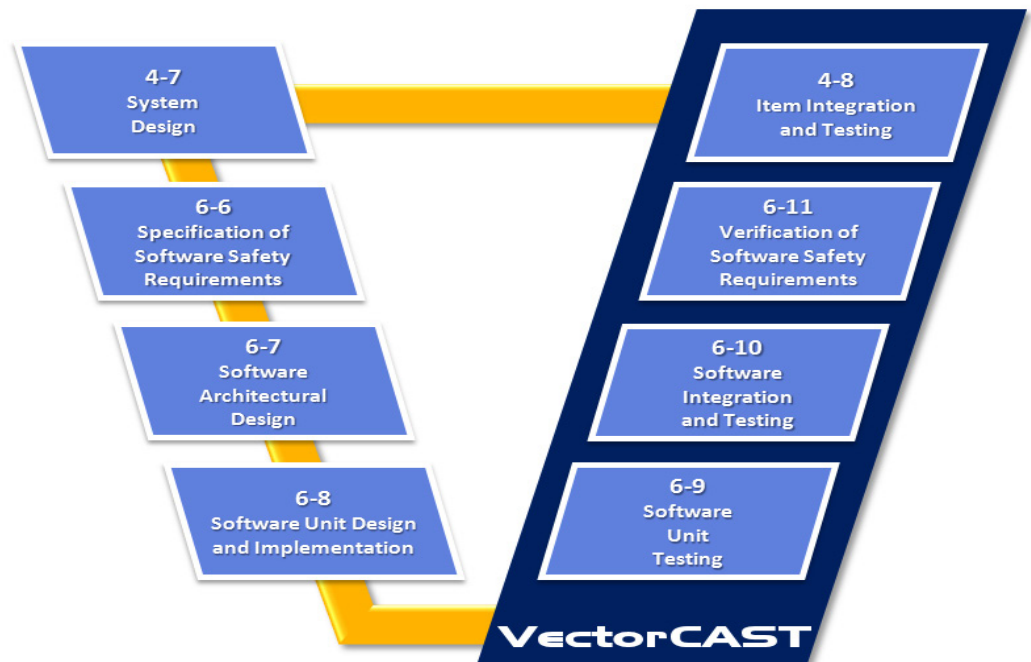 4-7
System
Design
6-6
Specification of
Software Safety
Requirements
6-7
Software
Architectural
Design
6-8
Software Unit Design
and Implementation
4-8
Item Integration
and Testing
6-11
Verification of
Software Safety
Requirements
6-10
Software
Integration
and Testing
6-9
Software
Unit
Testing
VectorCAST